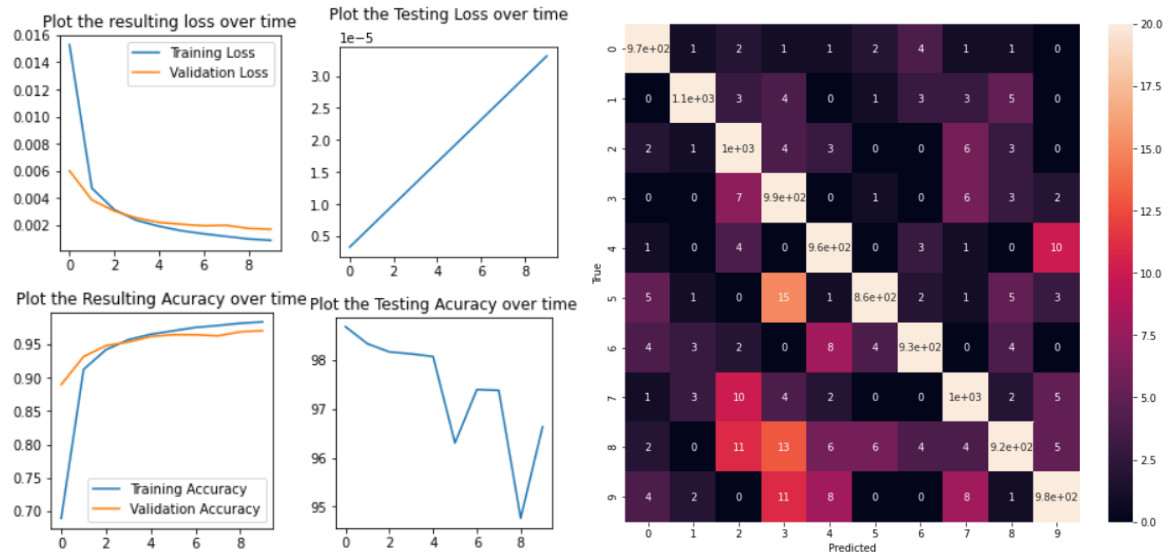 Plot the resulting loss over time
0.016
0.014
0.012
0.010
0.008
0.006
0.004
0.002
Training Loss
Validation Loss
0 2 4 6 8
Plot the Testing Loss over time
1e-5
3.0
2.5
2.0
1.5
1.0
0.5
0 2 4 6 8
Plot the Resulting Acuracy over time
0.95
0.90
0.85
0.80
0.75
0.70
Training Accuracy
Validation Accuracy
0 2 4 6 8
Plot the Testing Acuracy over time
98
97
96
95
0 2 4 6 8
True
0 9.7e+02 1 2 1 1 2 4 1 1 0
1 0 1.1e+03 3 4 0 1 3 3 5 0
2 2 1 1e+03 4 3 0 0 6 3 0
3 0 0 7 9.9e+02 0 1 0 6 3 2
4 1 0 4 0 9.6e+02 0 3 1 0 10
5 5 1 0 15 1 8.6e+02 2 1 5 3
6 4 3 2 0 8 4 9.3e+02 0 4 0
7 1 3 10 4 2 0 0 1e+03 2 5
8 2 0 11 13 6 6 4 4 9.2e+02 5
9 4 2 0 11 8 0 0 8 1 9.8e+02
0 1 2 3 4 5 6 7 8 9
Predicted
20.0
17.5
15.0
12.5
10.0
7.5
5.0
2.5
0.0